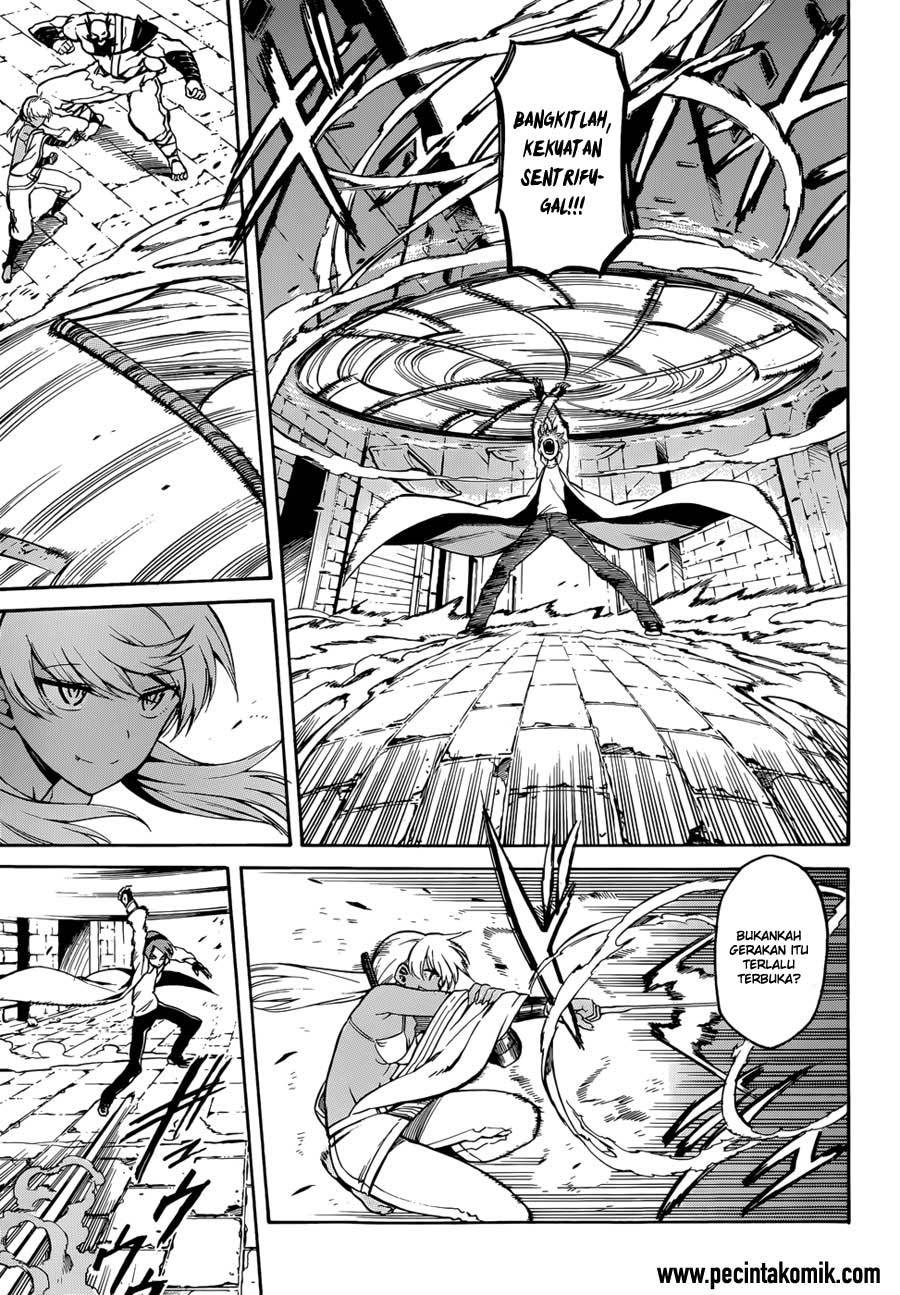 BANGKITLAH,
KEKUATAN
SENTRIFU-
GAL!!!
BUKANKAH
GERAKAN ITU
TERLALU
TERBUKA?
www.pecintakomik.com